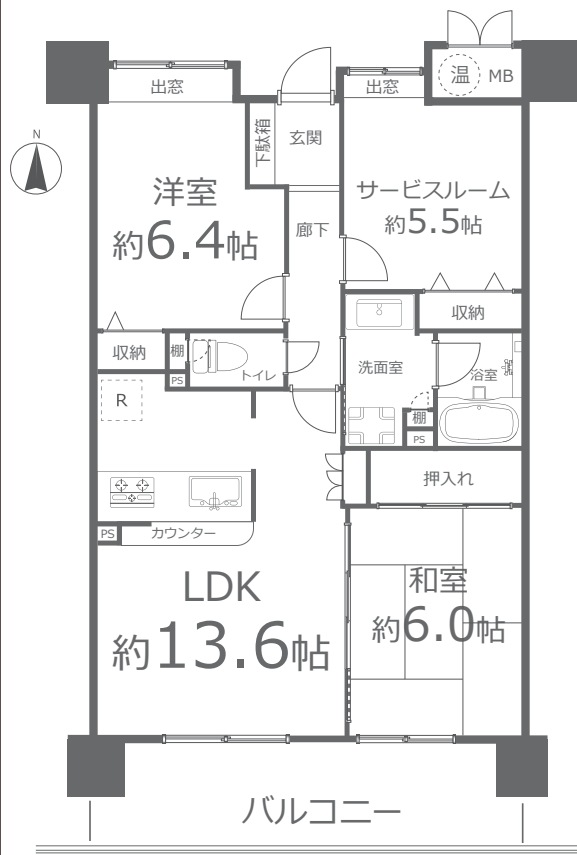 温 MB
出窓
出窓
N
下駄箱
玄関
洋室
約6.4帖
サービスルーム
約5.5帖
廊下
収納
収納
棚
トイレ
PS
洗面室
浴室
R
棚
PS
押入れ
PS
カウンター
LDK
約13.6帖
和室
約6.0帖
バルコニー